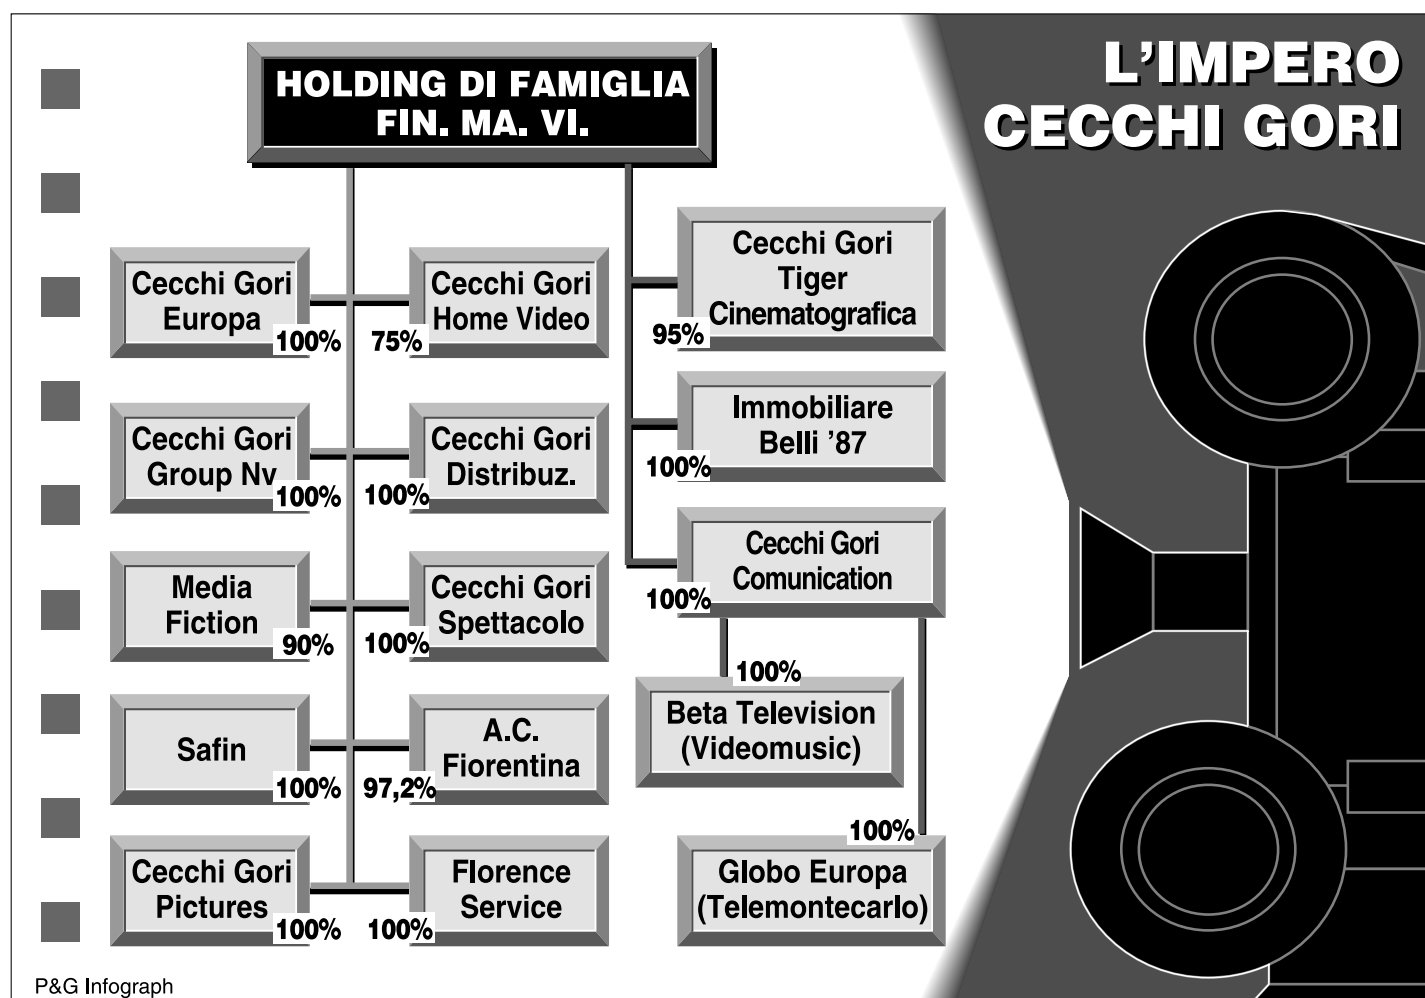 L’IMPERO
CECCHI GORI
HOLDING DI FAMIGLIA
FIN. MA. VI.
Cecchi Gori
Europa
100%
Cecchi Gori
Home Video
75%
Cecchi Gori
Tiger
Cinematografica
95%
Cecchi Gori
Group Nv
100%
Cecchi Gori
Distribuz.
100%
Immobiliare
Belli ’87
100%
Media
Fiction
90%
Cecchi Gori
Spettacolo
100%
Cecchi Gori
Comunication
100%
Safin
100%
A.C.
Fiorentina
97,2%
100%
Beta Television
(Videomusic)
Cecchi Gori
Pictures
100%
Florence
Service
100%
100%
Globo Europa
(Telemontecarlo)
P&G Infograph